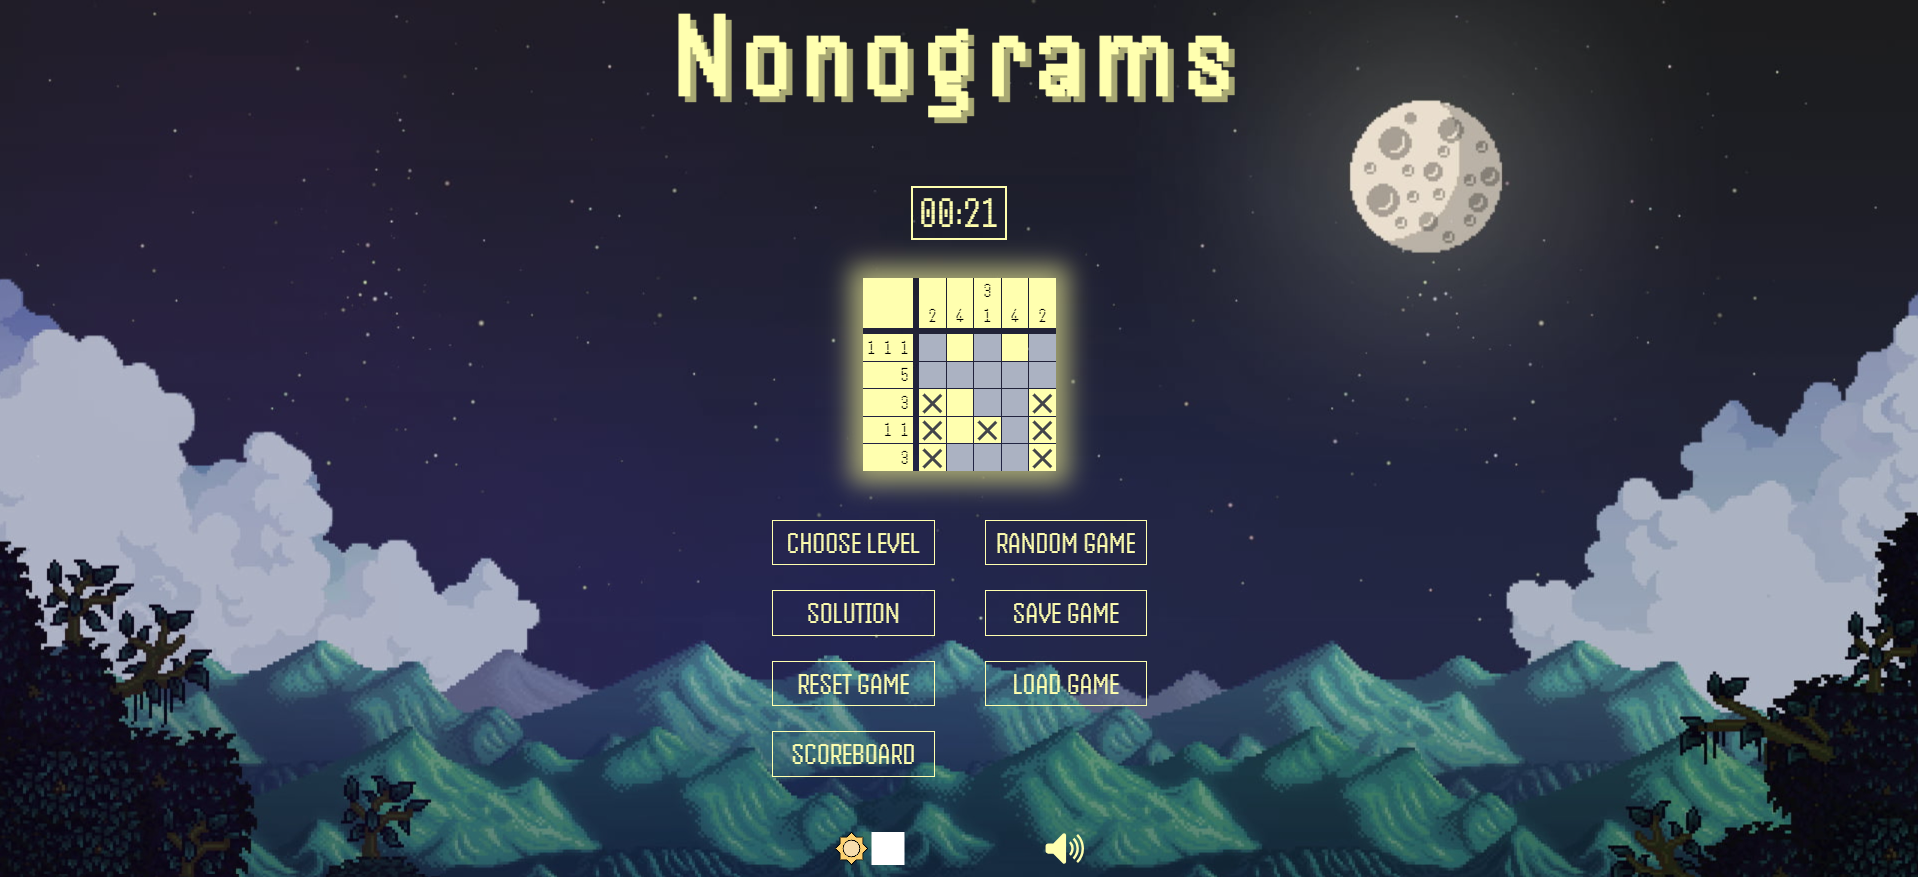 Nonograms
00:21
3
2 4 1 4 2
1 1 1
5
3
1 1
3
CHOOSE LEVEL RANDOM GAME
SOLUTION SAVE GAME
RESET GAME LOAD GAME
SCOREBOARD